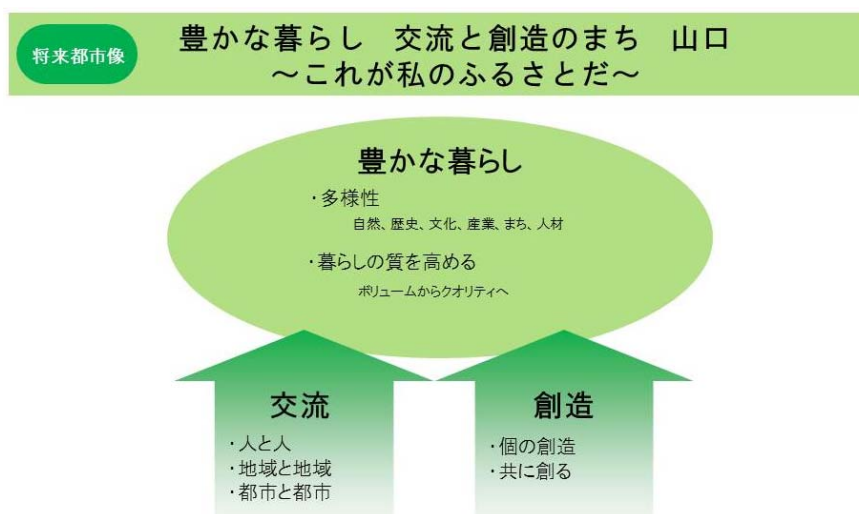 将来都市像
豊かな暮らし　交流と創造のまち　山口
～これが私のふるさとだ～
豊かな暮らし
・多様性
自然、歴史、文化、産業、まち、人材
・暮らしの質を高める
ボリュームからクオリティへ
交流
・人と人
・地域と地域
・都市と都市
創造
・個の創造
・共に創る